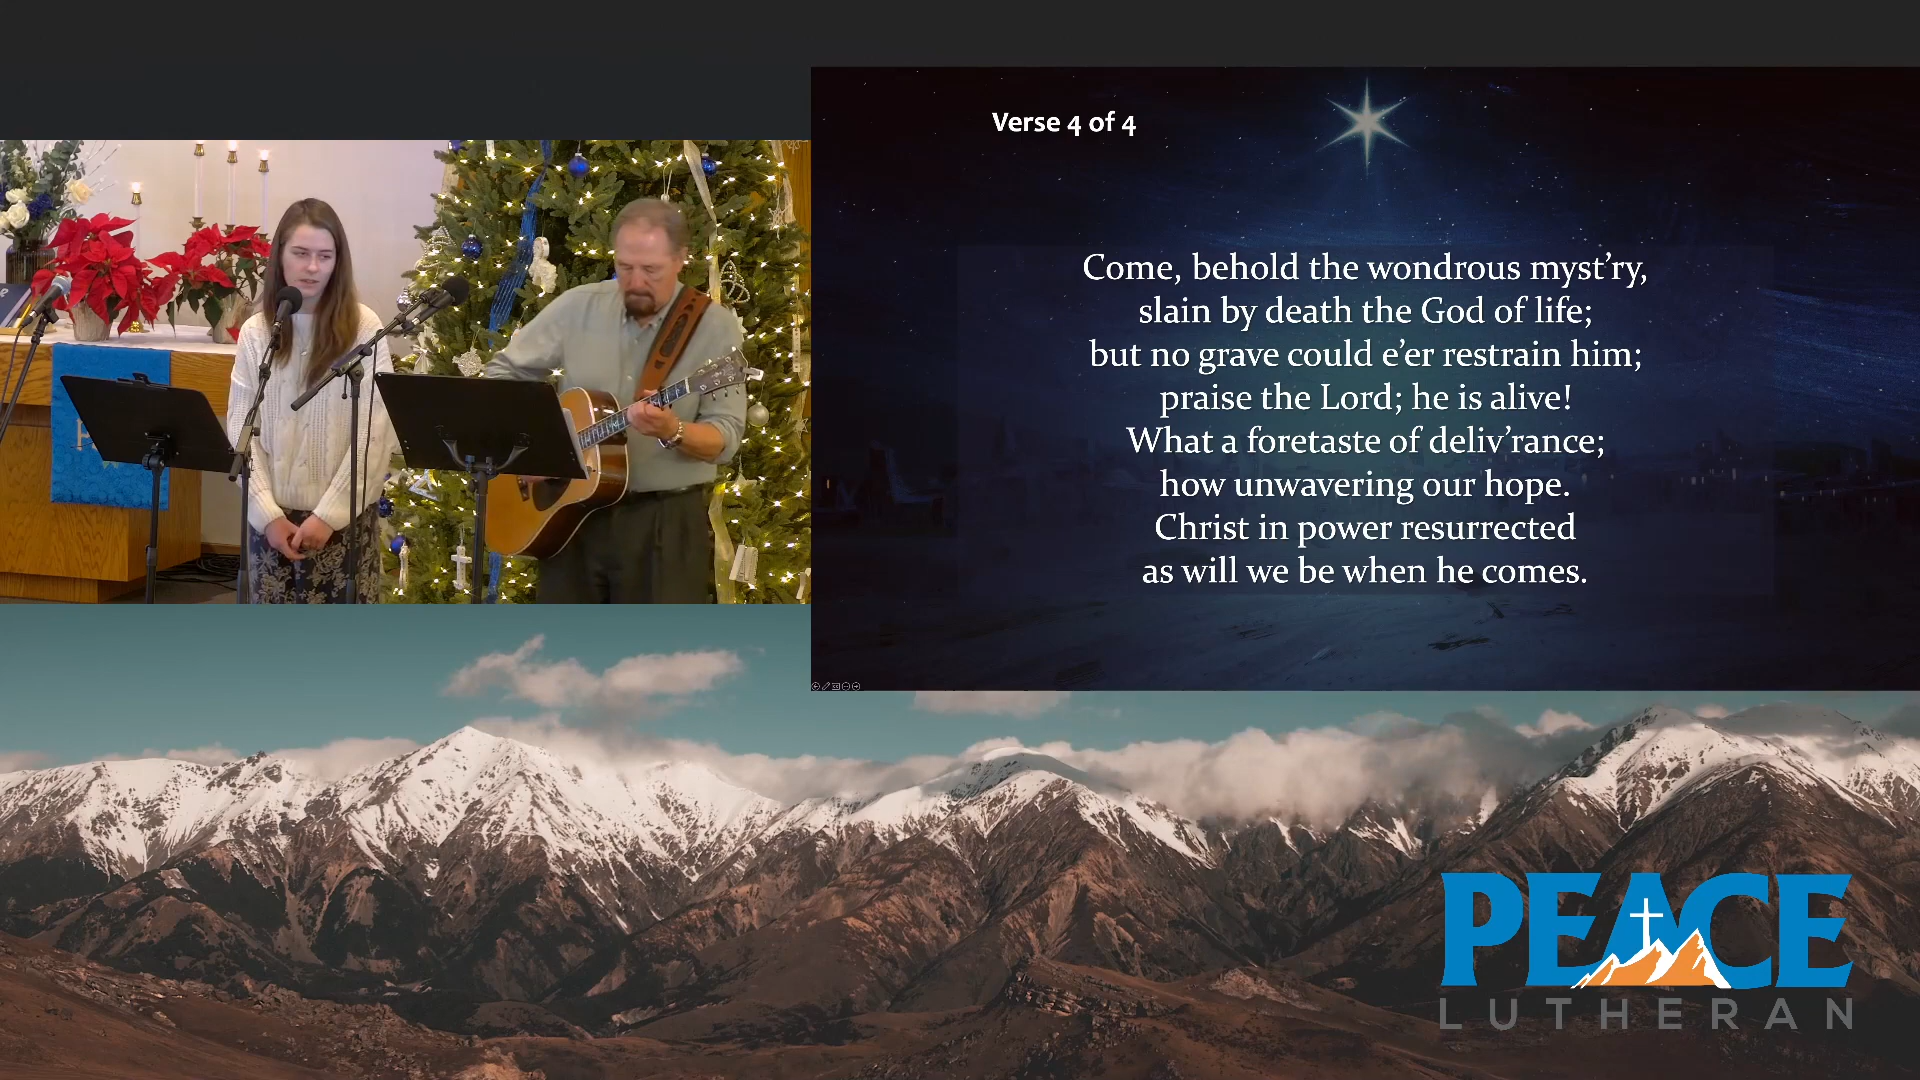 Verse 4 of 4
Come, behold the wondrous myst’ry,
slain by death the God of life;
but no grave could e’er restrain him;
praise the Lord; he is alive!
What a foretaste of deliv’rance;
how unwavering our hope.
Christ in power resurrected
as will we be when he comes.
PEACE
LUTHERAN